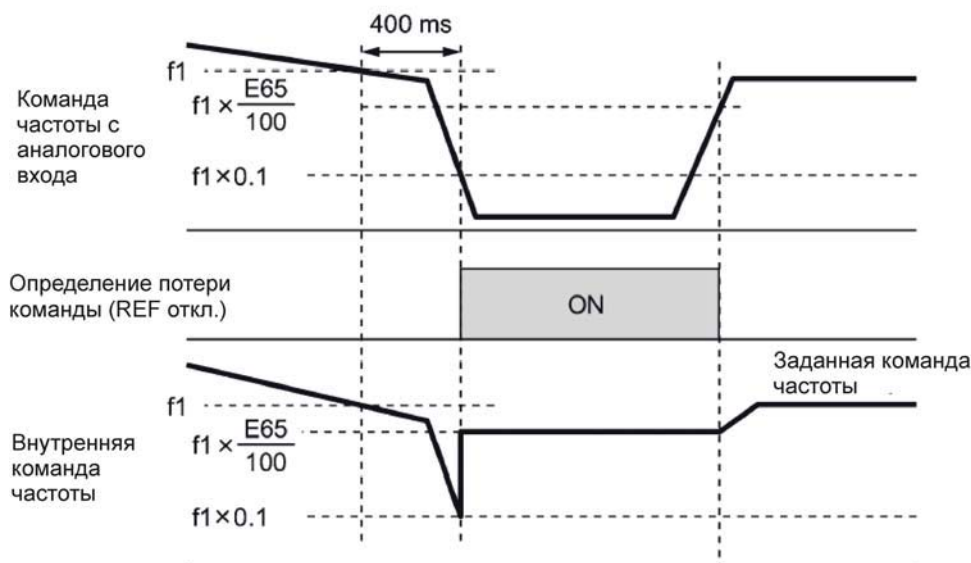 400 ms
f1
Команда
частоты с
аналогового
входа
f1 × E65
100
f1×0.1
Определение потери
команды (REF откл.)
ON
Заданная команда
частоты
f1
Внутренняя
команда
частоты
f1 × E65
100
f1×0.1